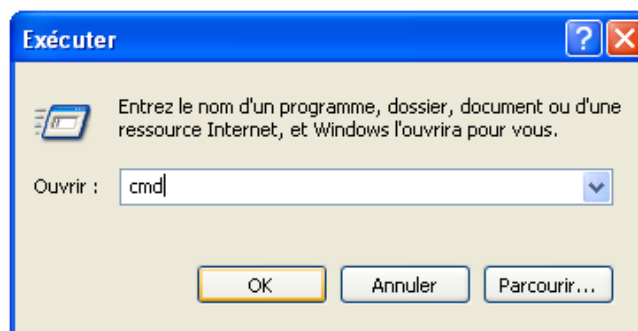 Exécuter
Entrez le nom d'un programme, dossier, document ou d'une
ressource Internet, et Windows l'ouvrira pour vous.
Ouvrir : cmd
OK Annuler Parcourir...